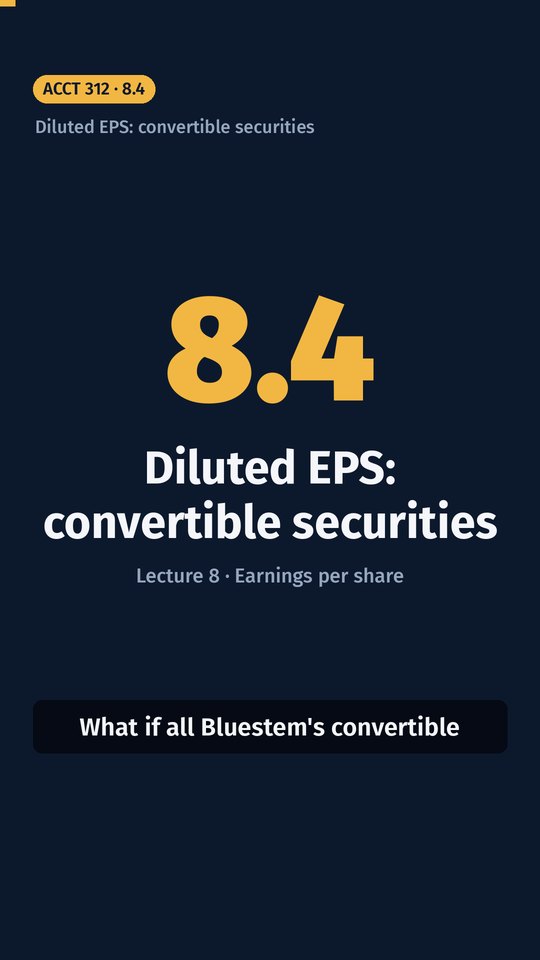 ACCT 312 · 8.4
Diluted EPS: convertible securities
8.4
Diluted EPS:
convertible securities
Lecture 8 · Earnings per share
What if all Bluestem's convertible